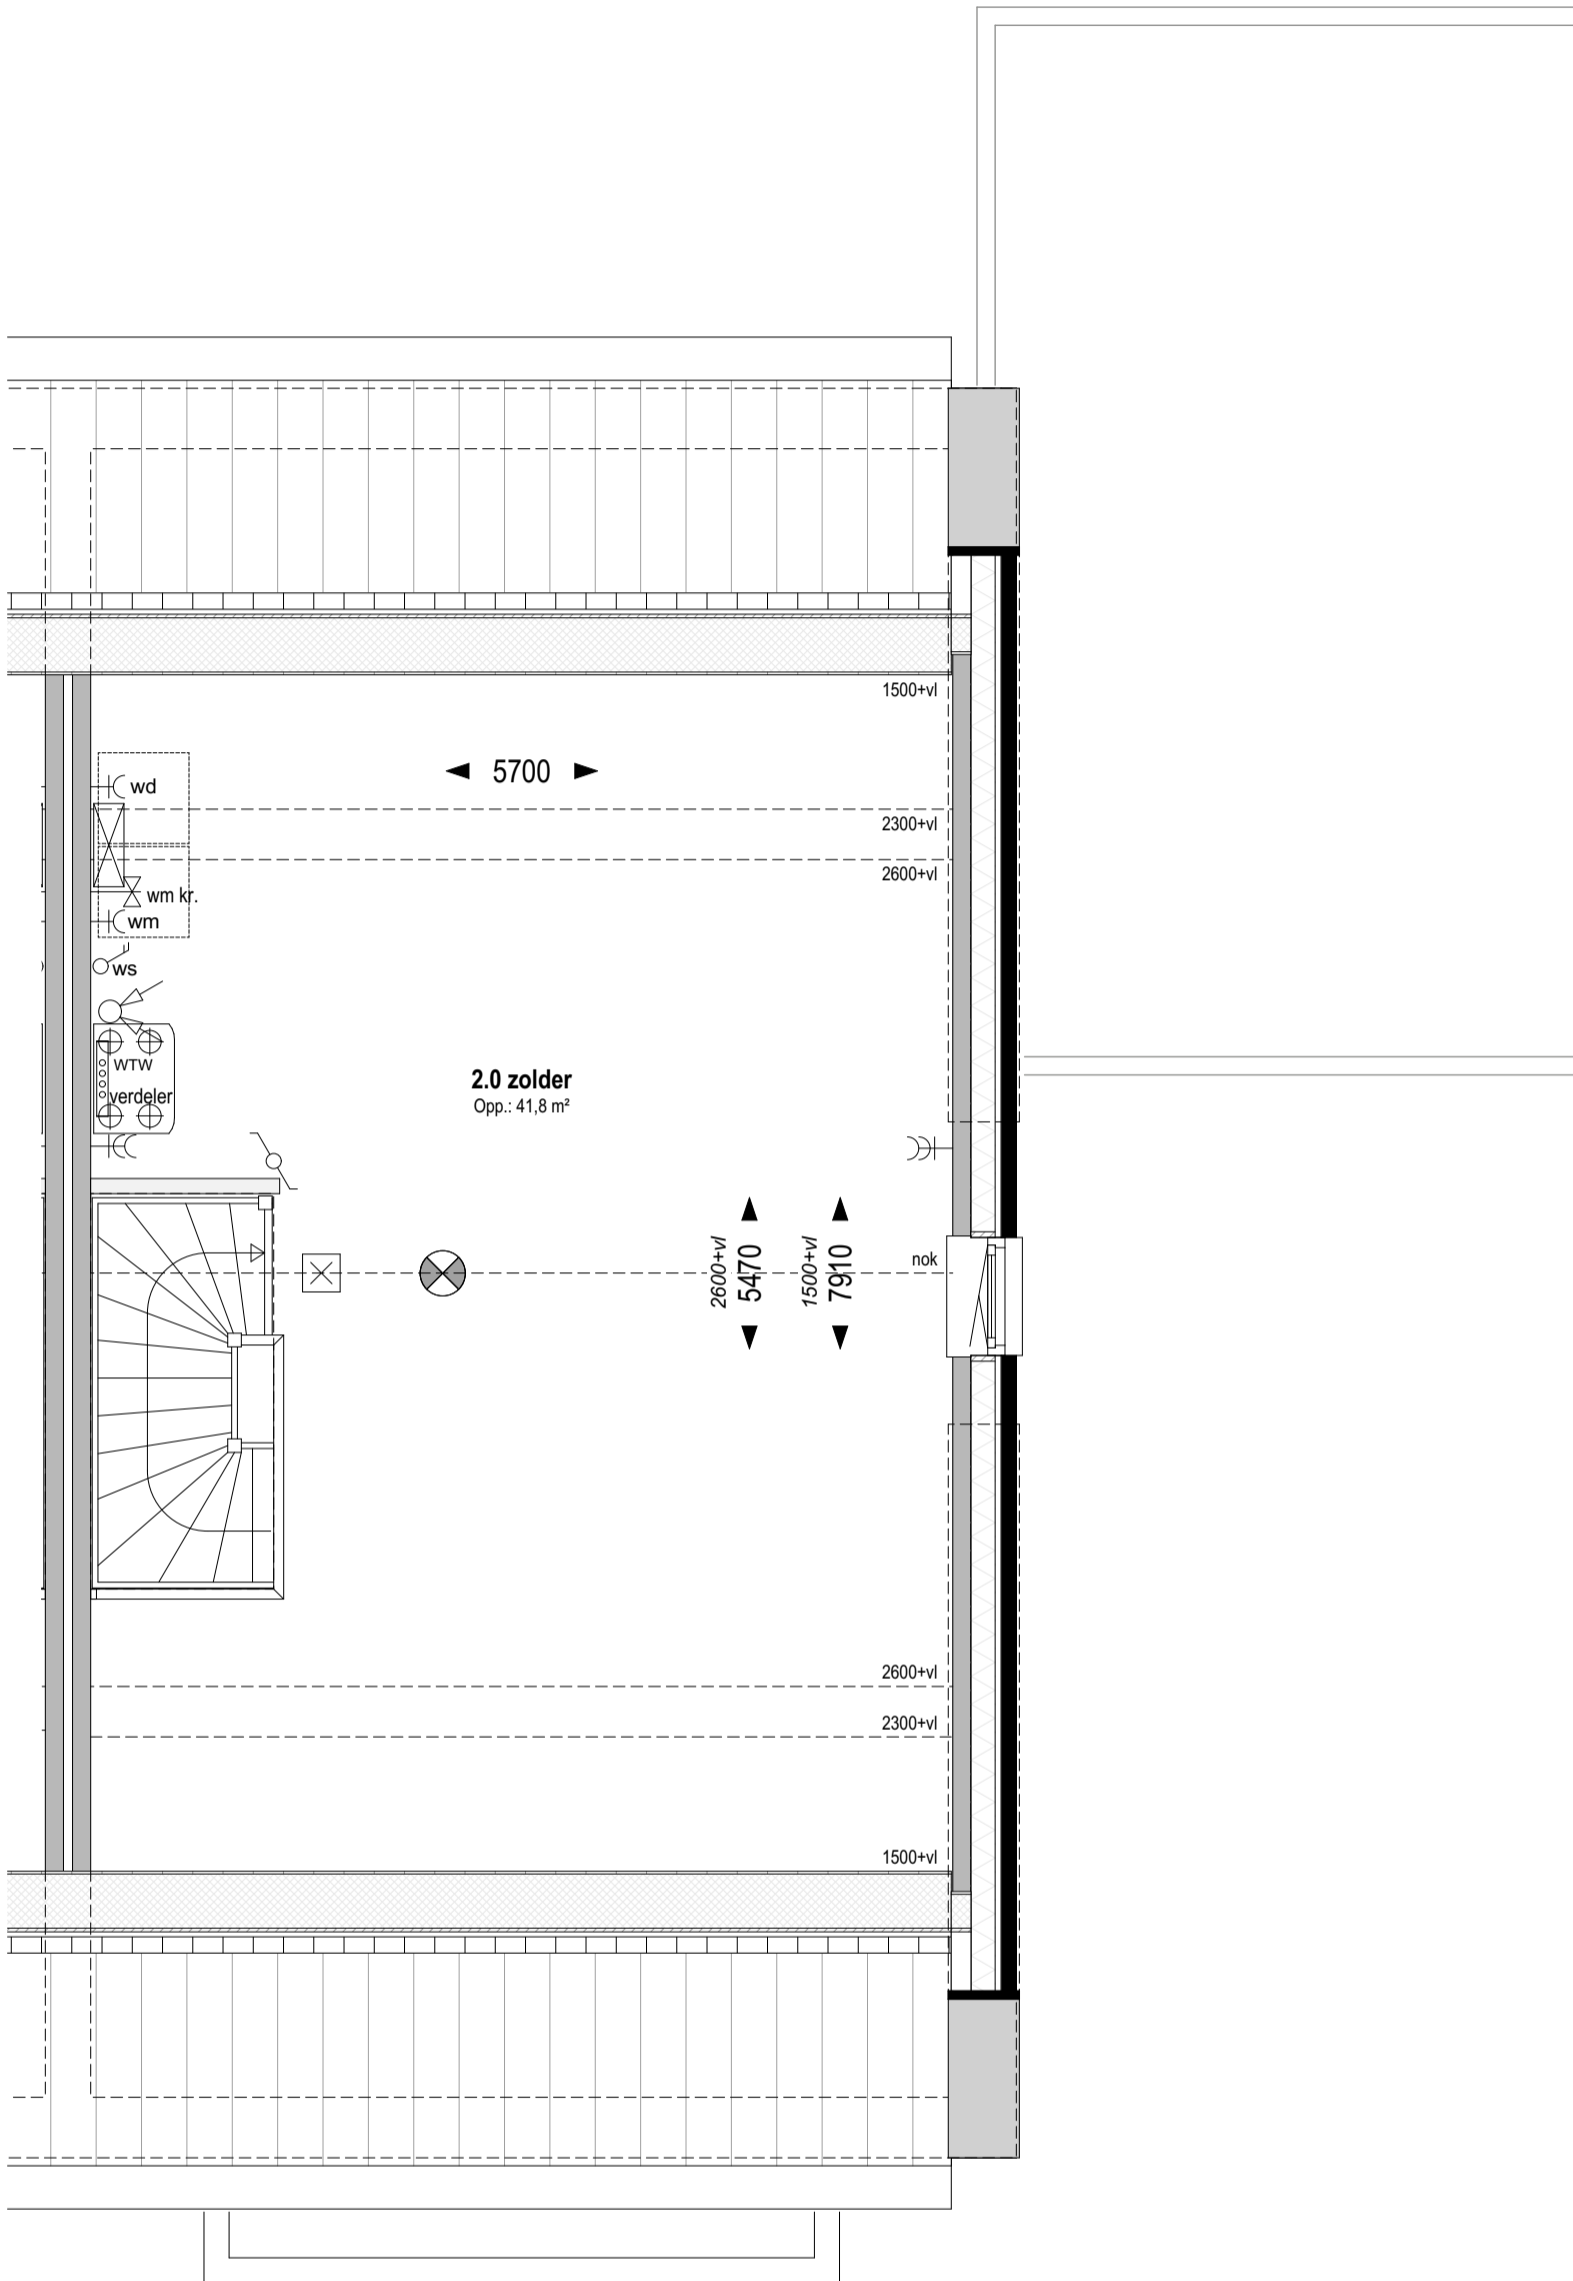 1500+vl
wd
5700
2300+vl
2600+vl
wm kr.
wm
ws
WTW
verdeler
2.0 zolder
Opp.: 41,8 m²
2600+vl
5470
1500+vl
7910
nok
2600+vl
2300+vl
1500+vl